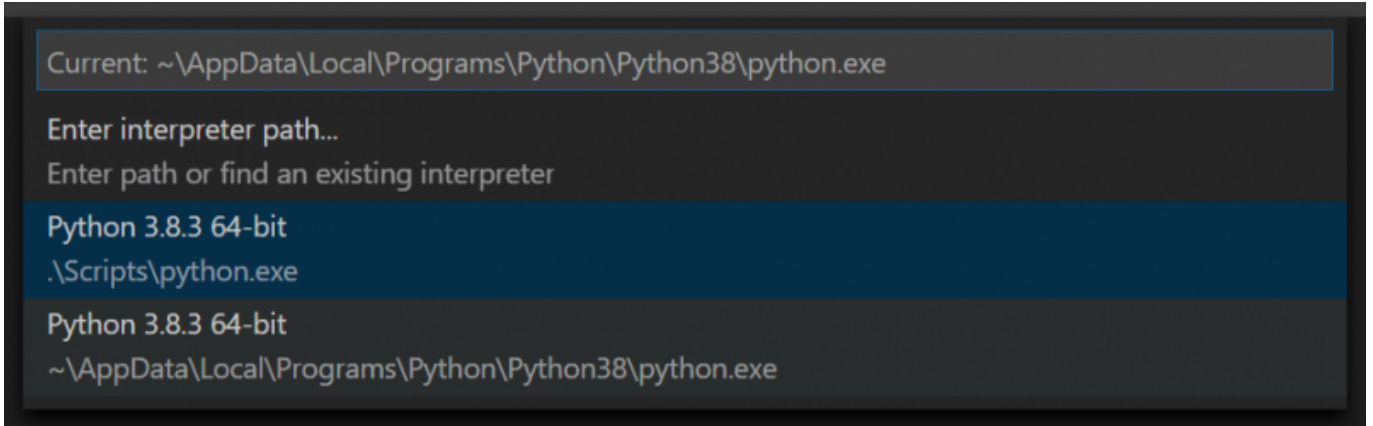 Current: ~\AppData\Local\Programs\Python\Python38\python.exe
Enter interpreter path...
Enter path or find an existing interpreter
Python 3.8.3 64-bit
.\Scripts\python.exe
Python 3.8.3 64-bit
~\AppData\Local\Programs\Python\Python38\python.exe